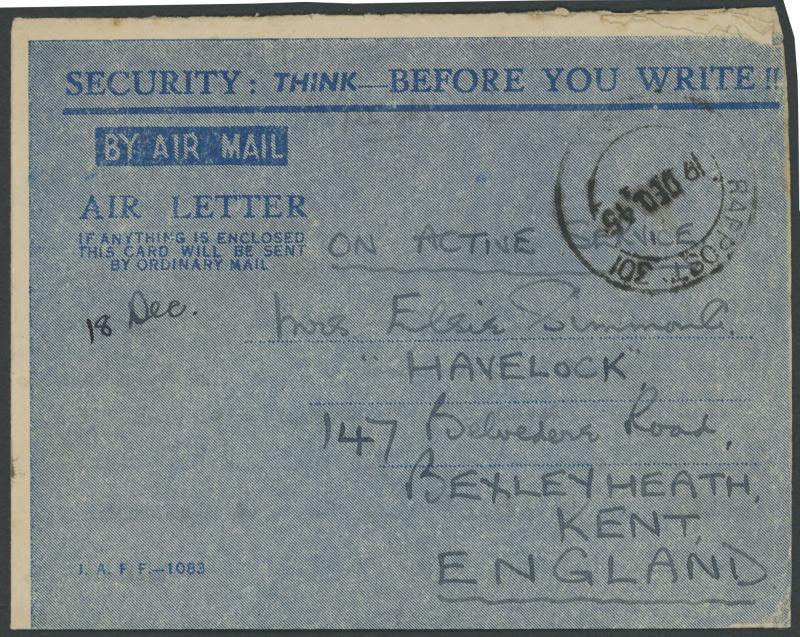 SECURITY: THINK—BEFORE YOU WRITE!!
BY AIR MAIL
AIR LETTER
IF ANYTHING IS ENCLOSED
THIS CARD WILL BE SENT
BY ORDINARY MAIL
RAF POST 301
19 DEC 45
ON ACTIVE SERVICE
18 Dec.
Mrs. Elsie Simmonds.
"HAVELOCK",
147 Belvedere Road,
BEXLEYHEATH,
KENT,
ENGLAND
I. A. F. F.—1083